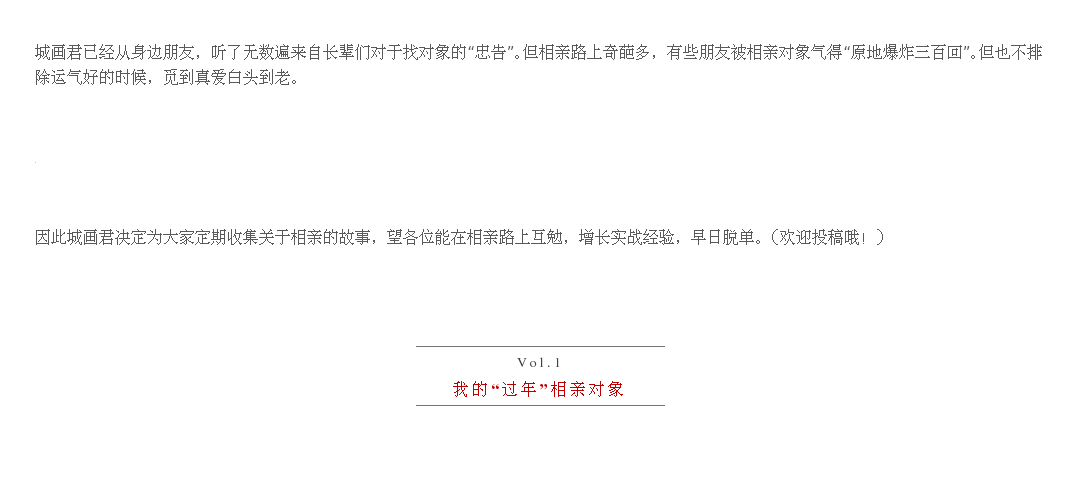 城画君已经从身边朋友，听了无数遍来自长辈们对于找对象的“忠告”。但相亲路上奇葩多，有些朋友被相亲对象气得“原地爆炸三百回”。但也不排
除运气好的时候，觅到真爱白头到老。
因此城画君决定为大家定期收集关于相亲的故事，望各位能在相亲路上互勉，增长实战经验，早日脱单。（欢迎投稿哦！）
Vol.1
我的“过年”相亲对象